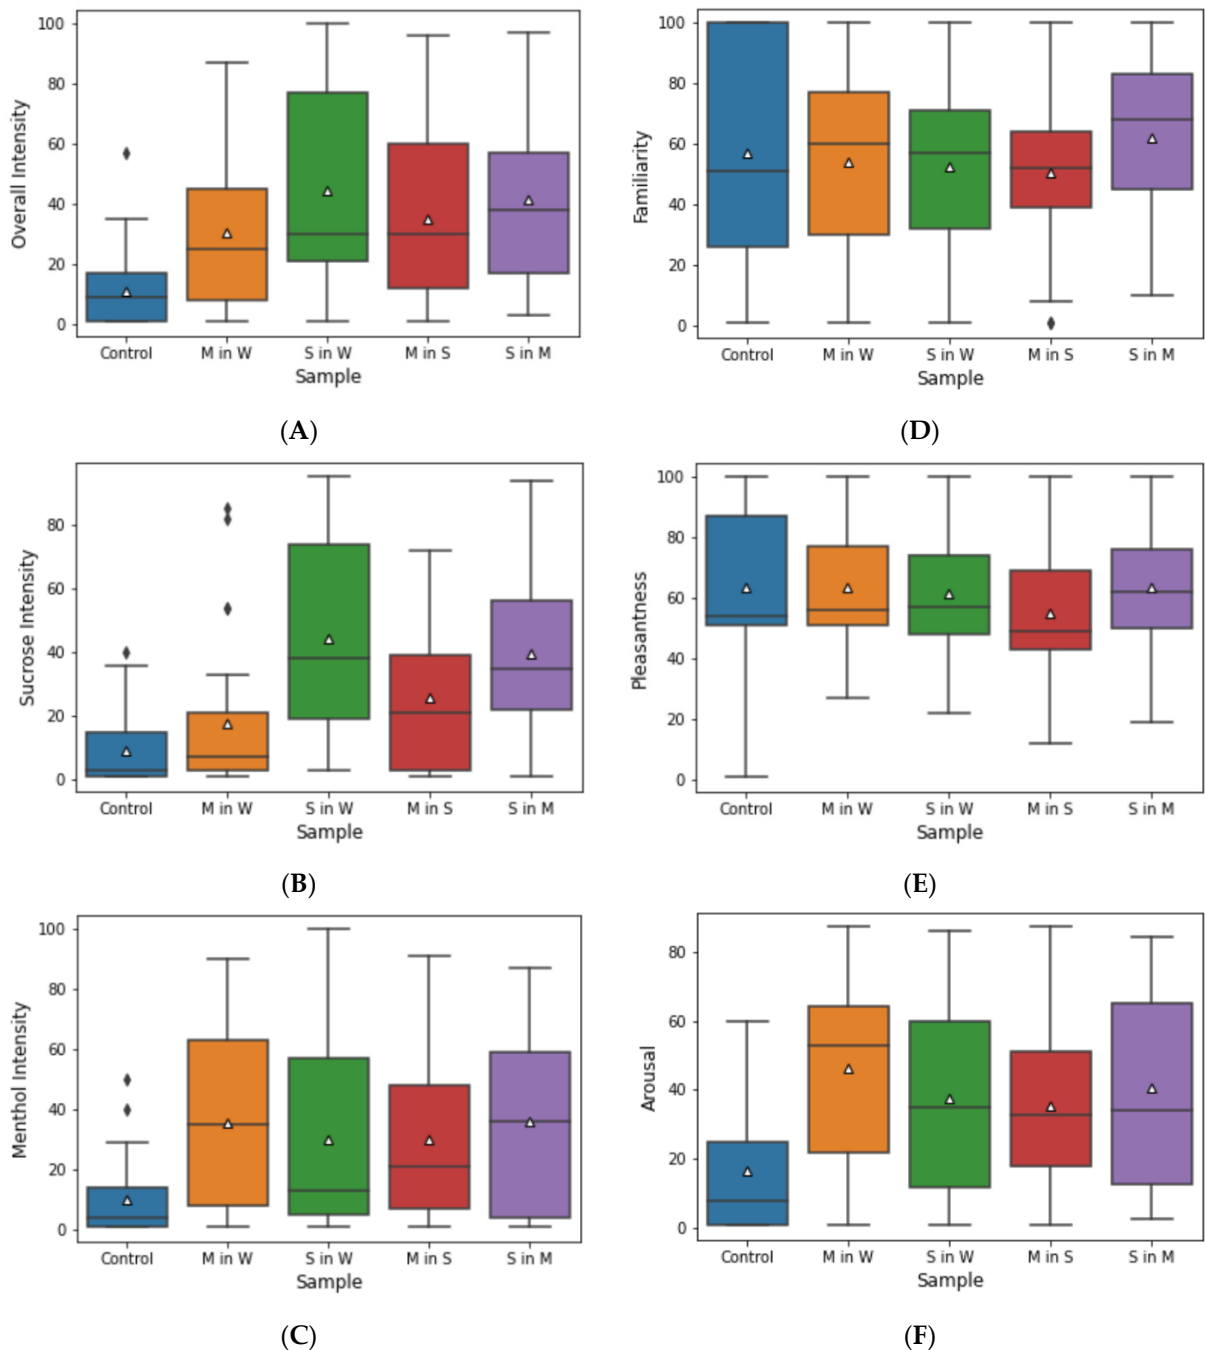 100
80
60
40
20
0
Overall Intensity
Control M in W S in W M in S S in M
Sample
(A)
100
80
60
40
20
0
Familiarity
Control M in W S in W M in S S in M
Sample
(D)
80
60
40
20
0
Sucrose Intensity
Control M in W S in W M in S S in M
Sample
(B)
100
80
60
40
20
0
Pleasantness
Control M in W S in W M in S S in M
Sample
(E)
100
80
60
40
20
0
Menthol Intensity
Control M in W S in W M in S S in M
Sample
(C)
80
60
40
20
0
Arousal
Control M in W S in W M in S S in M
Sample
(F)